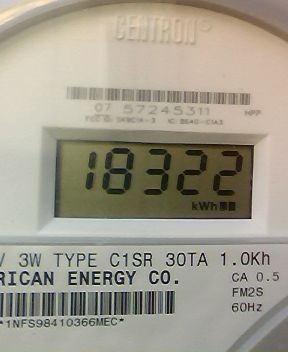 CENTRON®
07 57245311 HPP
18322
kWh
V 3W TYPE C1SR 30TA 1.0Kh
RICAN ENERGY CO. CA 0.5
FM2S
60Hz
*1NFS98410366MEC*